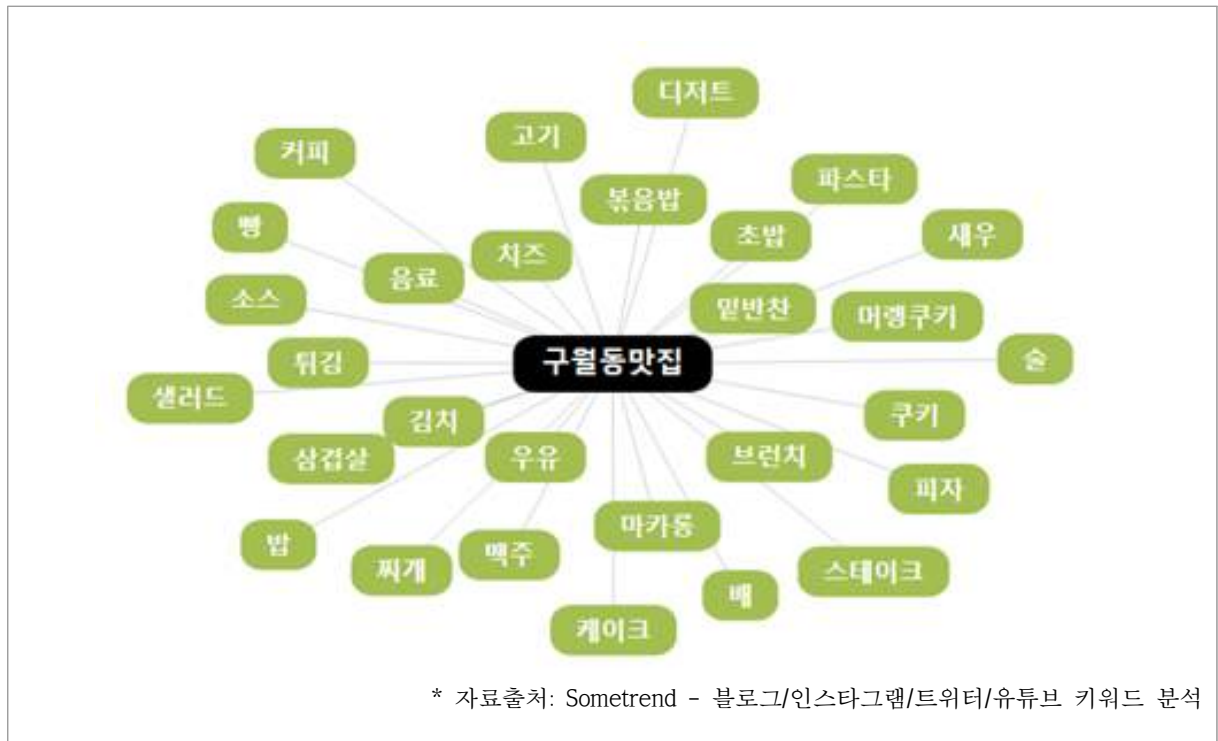 디저트
고기
커피
파스타
볶음밥
빵
초밥
새우
치즈
음료
소스
밑반찬
머랭쿠키
구월동맛집
술
튀김
샐러드
쿠키
김치
삼겹살
우유
브런치
피자
밥
마카롱
맥주
찌개
스테이크
배
케이크
* 자료출처: Sometrend - 블로그/인스타그램/트위터/유튜브 키워드 분석